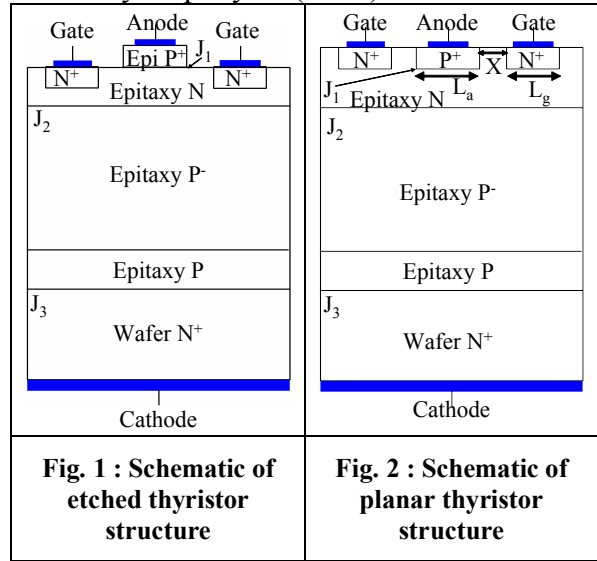 Anode
Gate
Gate
Epi P⁺
J₁
N⁺
N⁺
Epitaxy N
J₂
Epitaxy P⁻
Epitaxy P
J₃
Wafer N⁺
Cathode
Fig. 1 : Schematic of
etched thyristor
structure
Anode
Gate
Gate
N⁺
P⁺
X
N⁺
J₁
Epitaxy N
Lₐ
L_g
J₂
Epitaxy P⁻
Epitaxy P
J₃
Wafer N⁺
Cathode
Fig. 2 : Schematic of
planar thyristor
structure